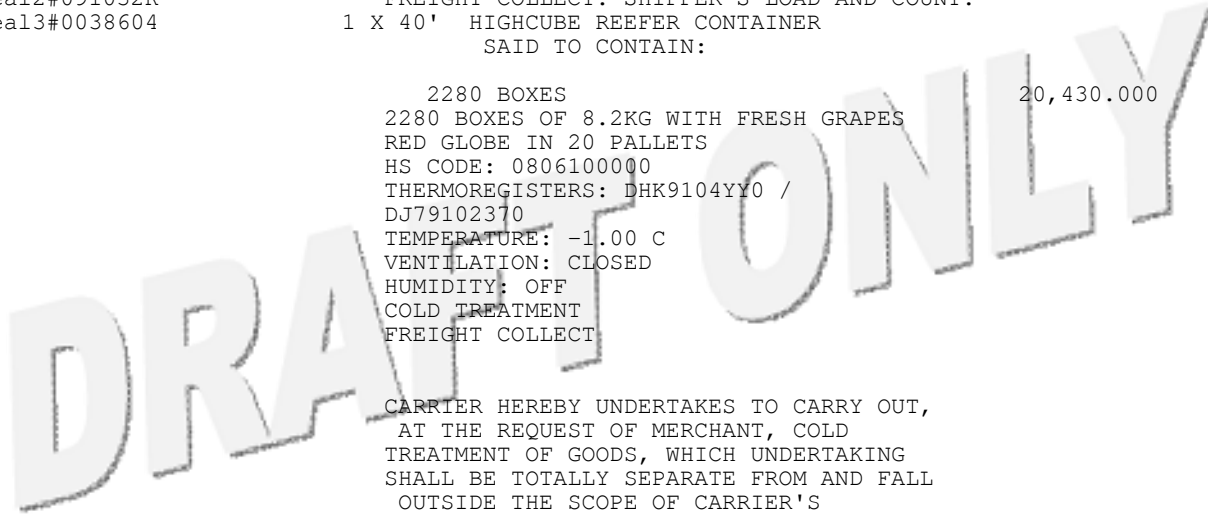 FREIGHT COLLECT. SHIPPER'S LOAD AND COUNT.
eal3#0038604 1 X 40' HIGHCUBE REEFER CONTAINER
SAID TO CONTAIN:
2280 BOXES 20,430.000
2280 BOXES OF 8.2KG WITH FRESH GRAPES
RED GLOBE IN 20 PALLETS
HS CODE: 0806100000
THERMOREGISTERS: DHK9104YY0 /
DJ79102370
TEMPERATURE: -1.00 C
VENTILATION: CLOSED
HUMIDITY: OFF
COLD TREATMENT
FREIGHT COLLECT
CARRIER HEREBY UNDERTAKES TO CARRY OUT,
AT THE REQUEST OF MERCHANT, COLD
TREATMENT OF GOODS, WHICH UNDERTAKING
SHALL BE TOTALLY SEPARATE FROM AND FALL
OUTSIDE THE SCOPE OF CARRIER'S
DRAFT ONLY